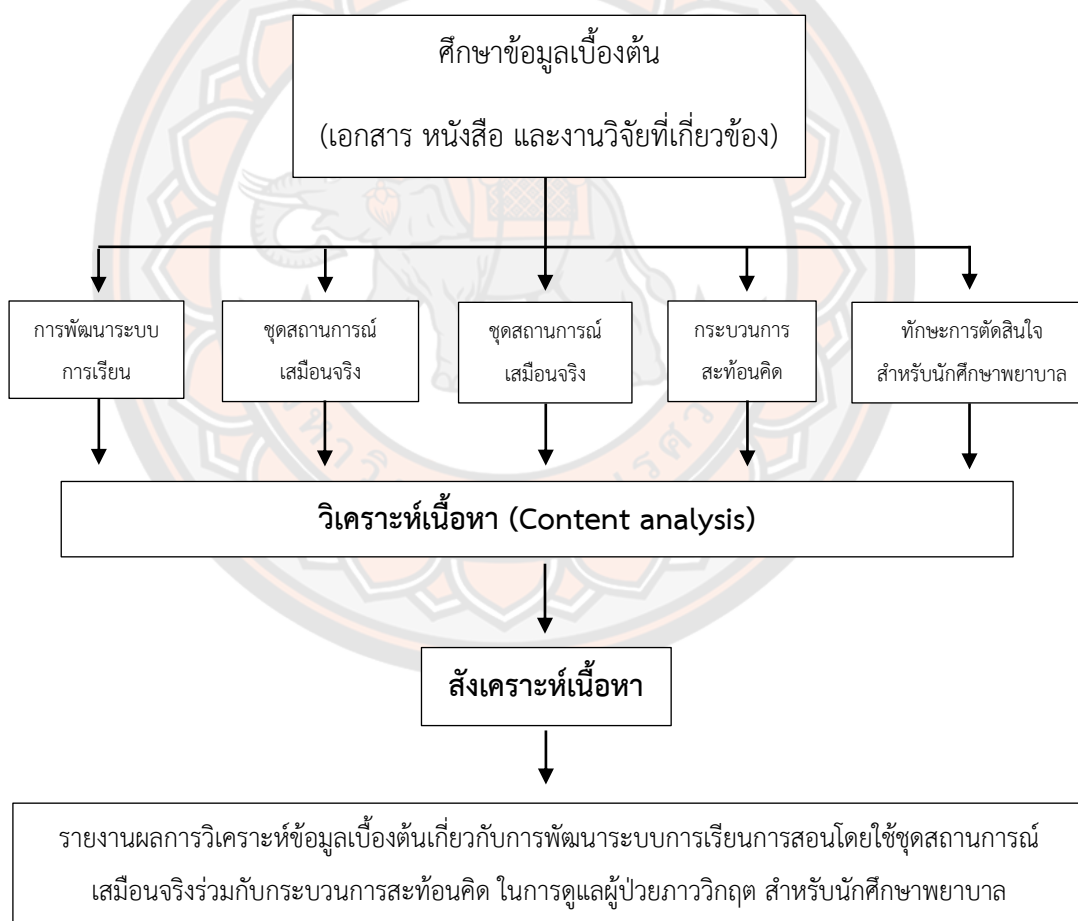 ศึกษาข้อมูลเบื้องต้น
(เอกสาร หนังสือ และงานวิจัยที่เกี่ยวข้อง)
การพัฒนาระบบ
การเรียน
ชุดสถานการณ์
เสมือนจริง
ชุดสถานการณ์
เสมือนจริง
กระบวนการ
สะท้อนคิด
ทักษะการตัดสินใจ
สำหรับนักศึกษาพยาบาล
วิเคราะห์เนื้อหา (Content analysis)
สังเคราะห์เนื้อหา
รายงานผลการวิเคราะห์ข้อมูลเบื้องต้นเกี่ยวกับการพัฒนาระบบการเรียนการสอนโดยใช้ชุดสถานการณ์
เสมือนจริงร่วมกับกระบวนการสะท้อนคิด ในการดูแลผู้ป่วยภาวะวิกฤต สำหรับนักศึกษาพยาบาล